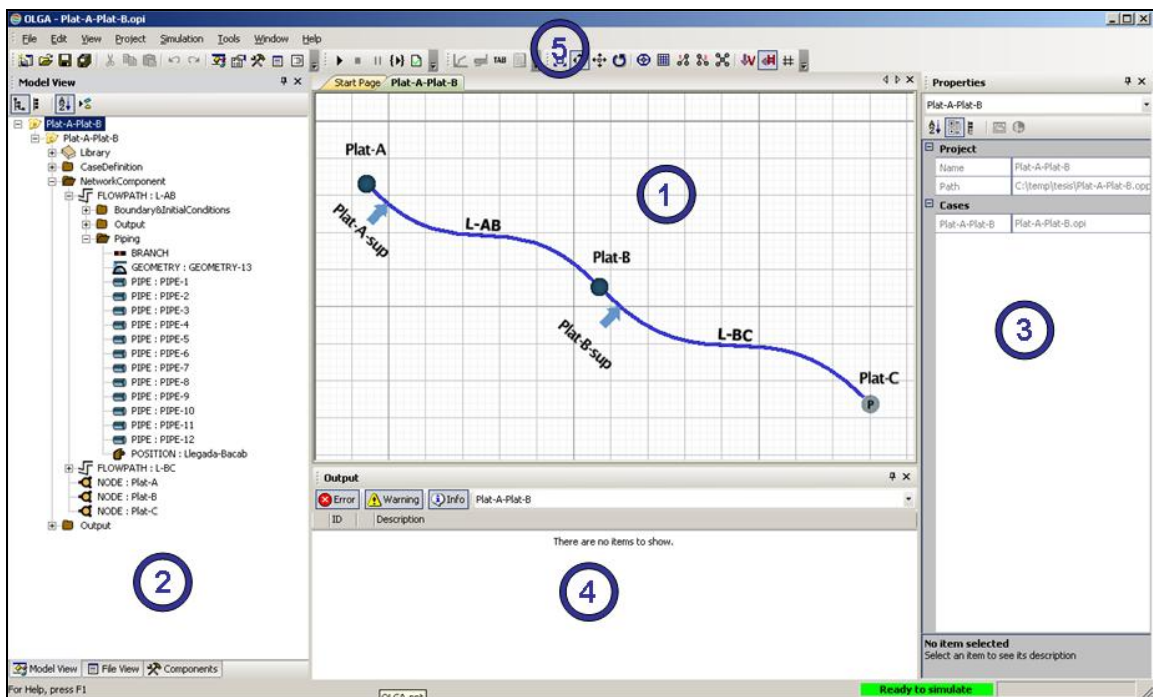 OLGA - Plat-A-Plat-B.opi
File Edit View Project Simulation Tools Window Help
TAB
5
Model View
Plat-A-Plat-B
Plat-A-Plat-B
Library
CaseDefinition
NetworkComponent
FLOWPATH : L-AB
Boundary&InitialConditions
Output
Piping
BRANCH
GEOMETRY : GEOMETRY-13
PIPE : PIPE-1
PIPE : PIPE-2
PIPE : PIPE-3
PIPE : PIPE-4
PIPE : PIPE-5
PIPE : PIPE-6
PIPE : PIPE-7
PIPE : PIPE-8
PIPE : PIPE-9
PIPE : PIPE-10
PIPE : PIPE-11
PIPE : PIPE-12
POSITION : Llegada-Bacab
FLOWPATH : L-BC
NODE : Plat-A
NODE : Plat-B
NODE : Plat-C
Output
2
Model View File View Components
Start Page Plat-A-Plat-B
Plat-A
1
Plat-A-sup
L-AB
Plat-B
Plat-B-sup
L-BC
Plat-C
P
Output
Error Warning Info Plat-A-Plat-B
ID Description
There are no items to show.
4
Properties
Plat-A-Plat-B
Project
Name Plat-A-Plat-B
Path C:\temp\tesis\Plat-A-Plat-B.opp
Cases
Plat-A-Plat-B Plat-A-Plat-B.opi
3
No item selected
Select an item to see its description
For Help, press F1
Ready to simulate